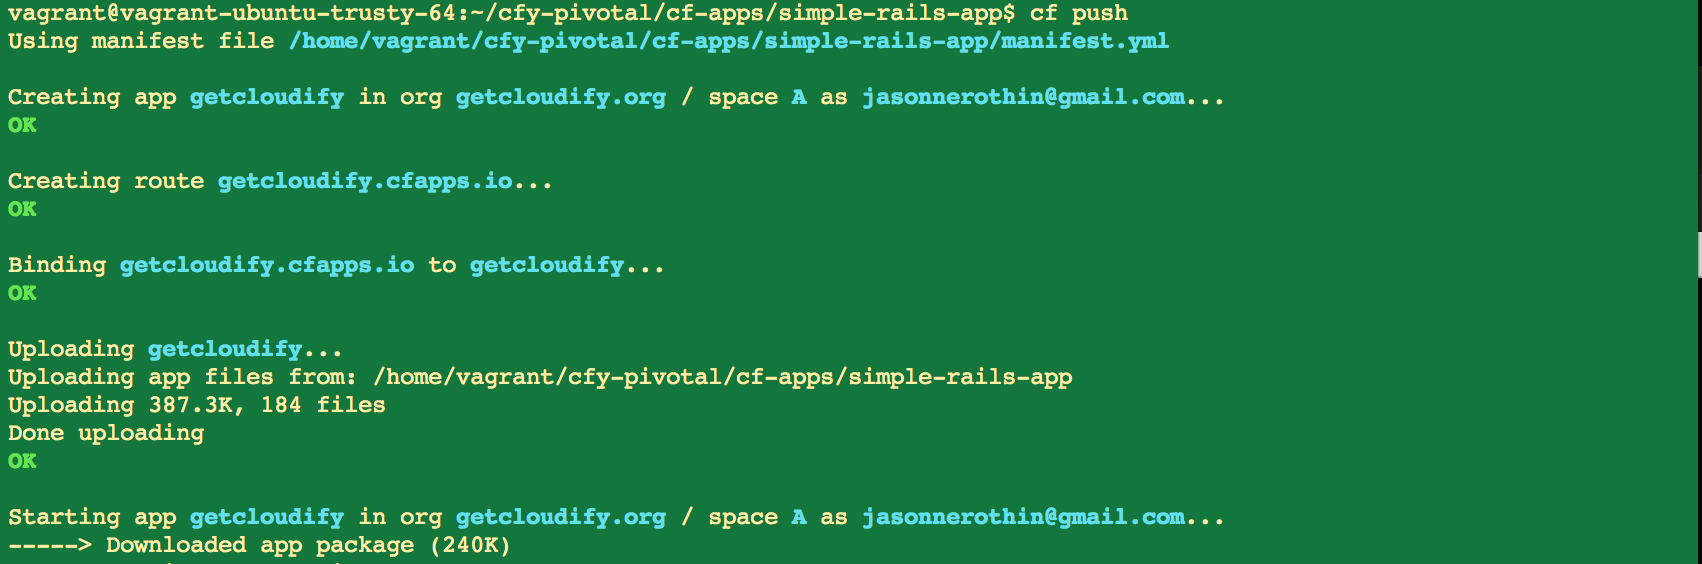 vagrant@vagrant-ubuntu-trusty-64:~/cfy-pivotal/cf-apps/simple-rails-app$ cf push
Using manifest file /home/vagrant/cfy-pivotal/cf-apps/simple-rails-app/manifest.yml
Creating app getcloudify in org getcloudify.org / space A as jasonnerothin@gmail.com...
OK
Creating route getcloudify.cfapps.io...
OK
Binding getcloudify.cfapps.io to getcloudify...
OK
Uploading getcloudify...
Uploading app files from: /home/vagrant/cfy-pivotal/cf-apps/simple-rails-app
Uploading 387.3K, 184 files
Done uploading
OK
Starting app getcloudify in org getcloudify.org / space A as jasonnerothin@gmail.com...
-----> Downloaded app package (240K)